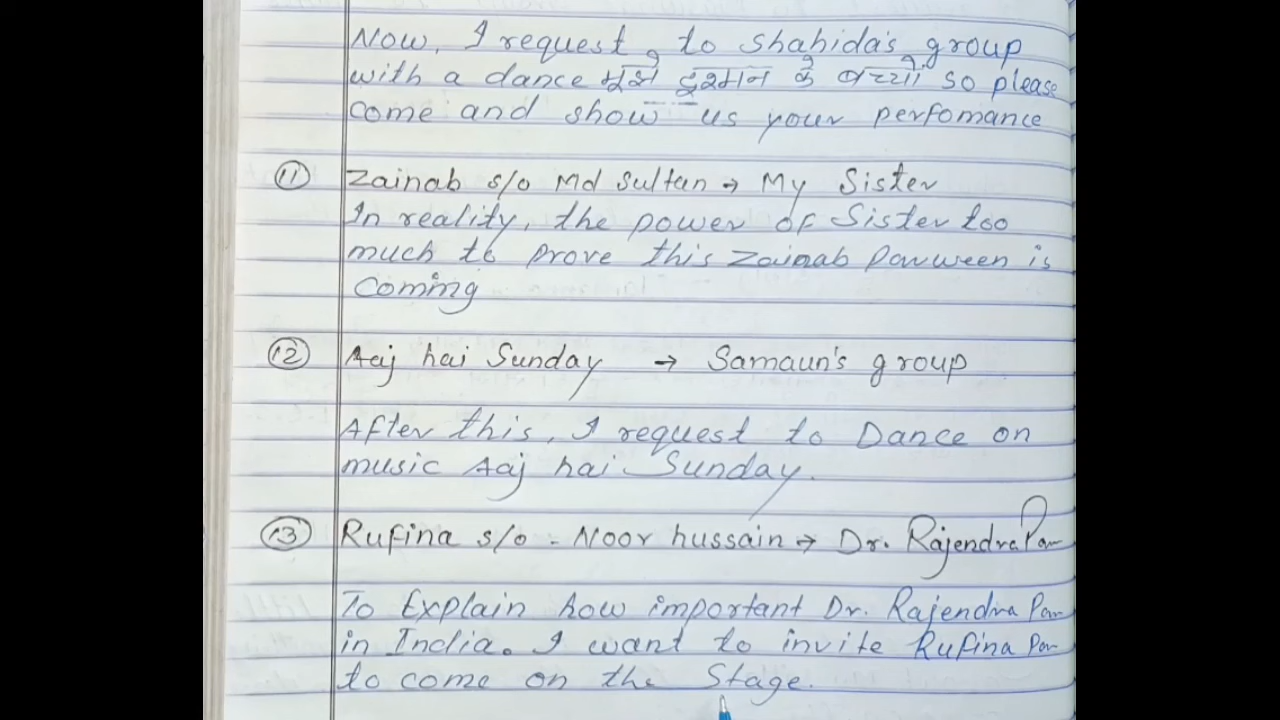 Now, I request to Shahida's group
with a dance मुझे दुश्मन के बच्चों so please
come and show us your perfomance
11 Zainab s/o Md Sultan → My Sister
In reality, the power of Sister too
much to prove this Zainab Parween is
Coming
12 Aaj hai Sunday → Samaun's group
After this, I request to Dance on
music Aaj hai Sunday.
13 Rufina s/o - Noor hussain → Dr. Rajendra
To Explain how important Dr. Rajendra
in India. I want to invite Rufina
to come on the Stage.